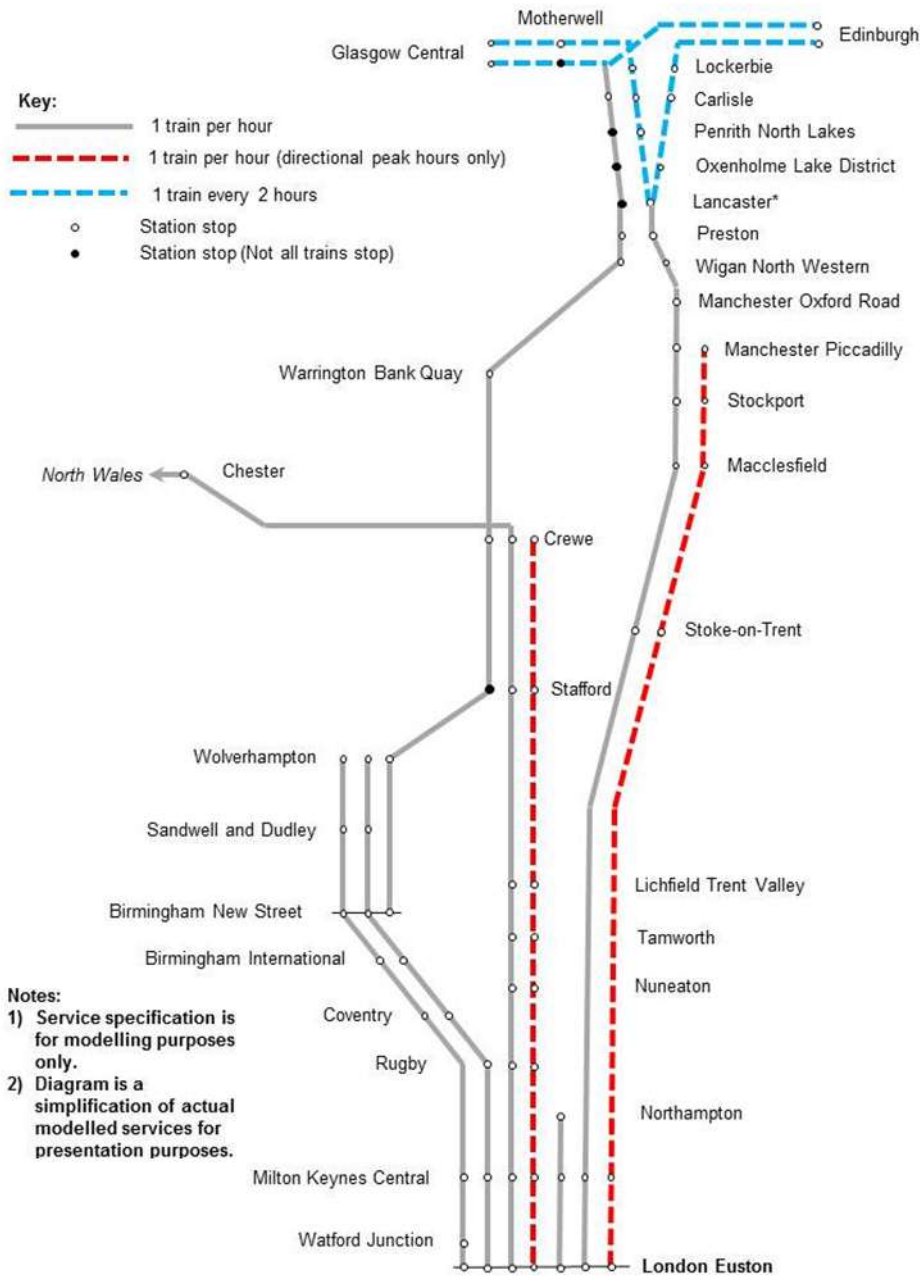 Motherwell
Edinburgh
Glasgow Central
Lockerbie
Key:
Carlisle
1 train per hour
Penrith North Lakes
1 train per hour (directional peak hours only)
Oxenholme Lake District
1 train every 2 hours
Lancaster*
Station stop
Preston
Station stop (Not all trains stop)
Wigan North Western
Manchester Oxford Road
Manchester Piccadilly
Warrington Bank Quay
Stockport
Macclesfield
North Wales
Chester
Crewe
Stoke-on-Trent
Stafford
Wolverhampton
Sandwell and Dudley
Lichfield Trent Valley
Birmingham New Street
Tamworth
Birmingham International
Nuneaton
Notes:
1) Service specification is
for modelling purposes
only.
2) Diagram is a
simplification of actual
modelled services for
presentation purposes.
Coventry
Rugby
Northampton
Milton Keynes Central
Watford Junction
London Euston